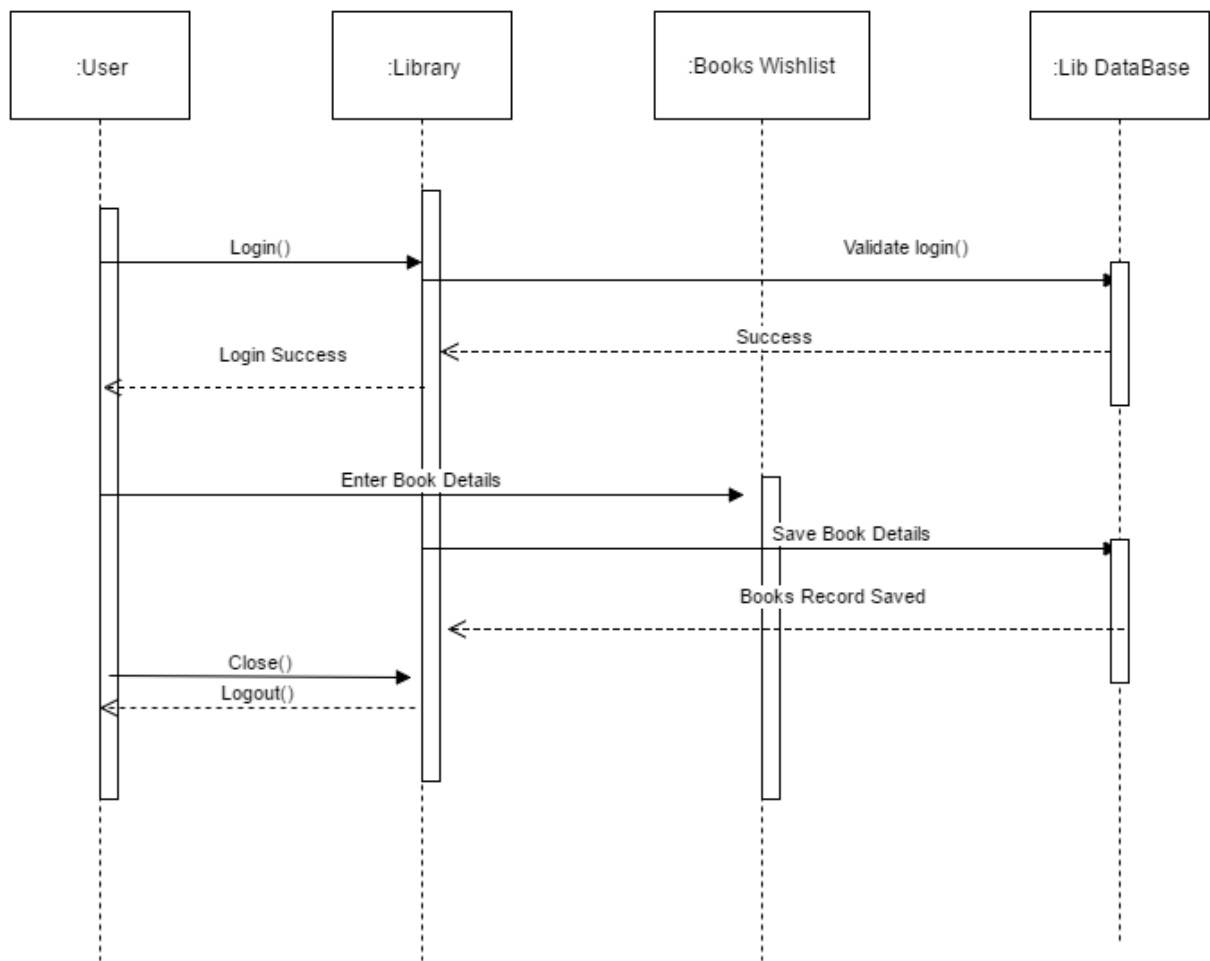 :User
:Library
:Books Wishlist
:Lib DataBase
Login()
Validate login()
Success
Login Success
Enter Book Details
Save Book Details
Books Record Saved
Close()
Logout()